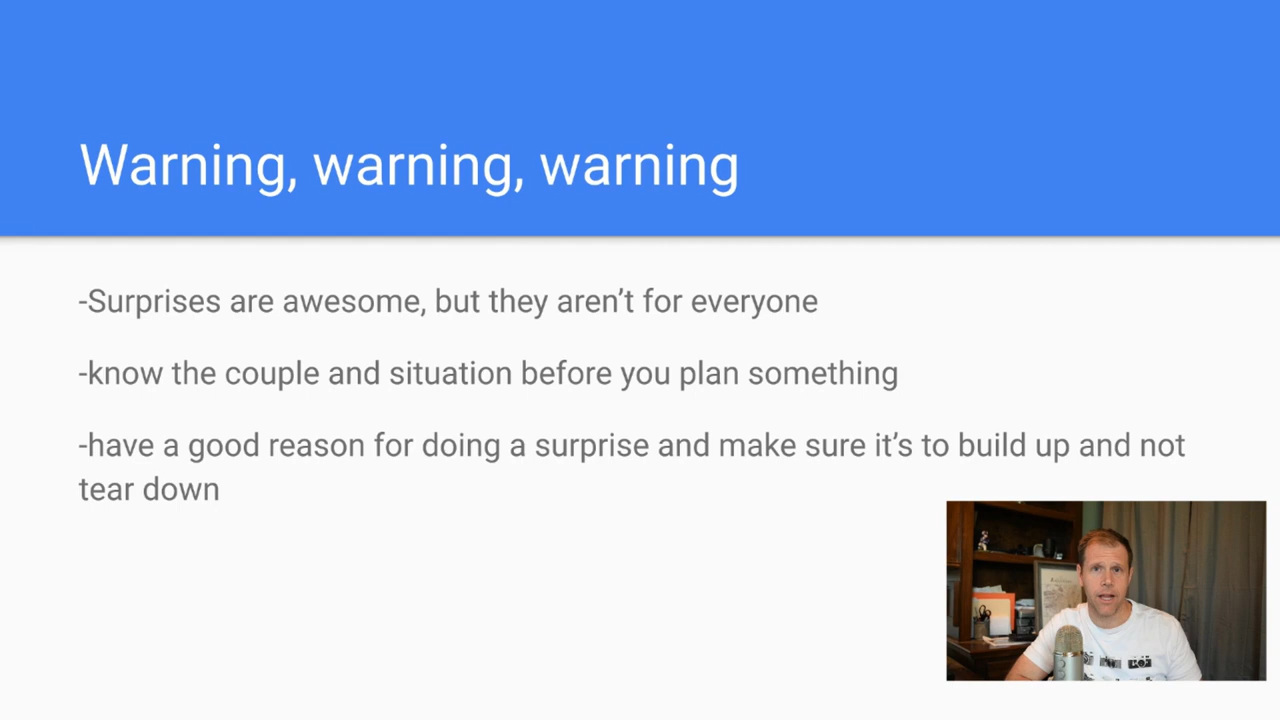 Warning, warning, warning
-Surprises are awesome, but they aren’t for everyone
-know the couple and situation before you plan something
-have a good reason for doing a surprise and make sure it’s to build up and not
tear down